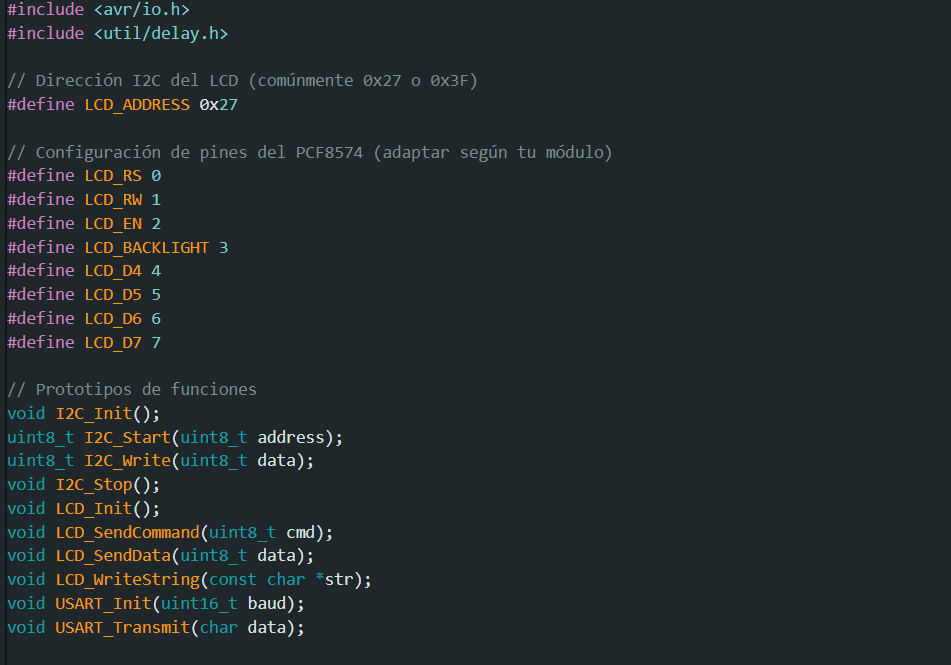 #include <avr/io.h>
#include <util/delay.h>
// Dirección I2C del LCD (comúnmente 0x27 o 0x3F)
#define LCD_ADDRESS 0x27
// Configuración de pines del PCF8574 (adaptar según tu módulo)
#define LCD_RS 0
#define LCD_RW 1
#define LCD_EN 2
#define LCD_BACKLIGHT 3
#define LCD_D4 4
#define LCD_D5 5
#define LCD_D6 6
#define LCD_D7 7
// Prototipos de funciones
void I2C_Init();
uint8_t I2C_Start(uint8_t address);
uint8_t I2C_Write(uint8_t data);
void I2C_Stop();
void LCD_Init();
void LCD_SendCommand(uint8_t cmd);
void LCD_SendData(uint8_t data);
void LCD_WriteString(const char *str);
void USART_Init(uint16_t baud);
void USART_Transmit(char data);